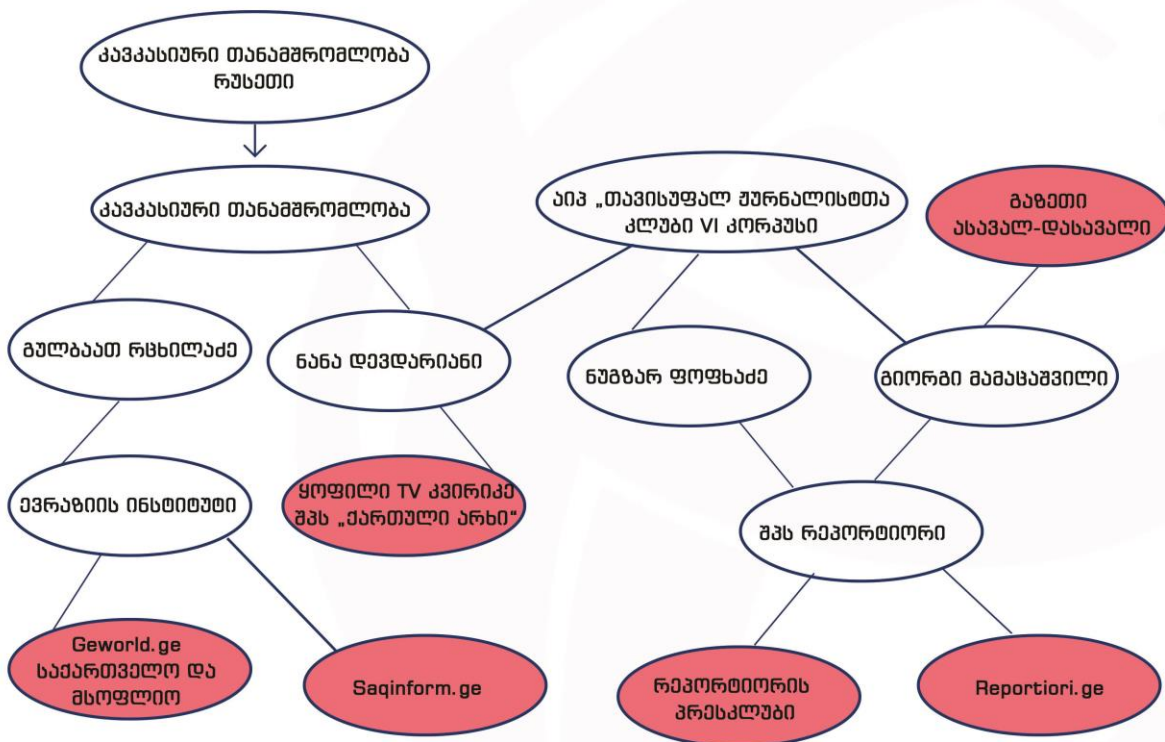 კავკასიური თანამშრომლობა
რუსეთი
კავკასიური თანამშრომლობა
აიპ „თავისუფალ ჟურნალისტთა
კლუბი VI კორპუსი
გაზეთი
ასავალ-დასავალი
გულბაათ რცხილაძე
ნანა დევდარიანი
ნუგზარ ფოფხაძე
გიორგი მამაცაშვილი
ევრაზიის ინსტიტუტი
ყოფილი TV კვირიკე
შპს „ქართული არხი“
შპს რეპორტიორი
Geworld.ge
საქართველო და
მსოფლიო
Saqinform.ge
რეპორტიორის
პრესკლუბი
Reportiori.ge